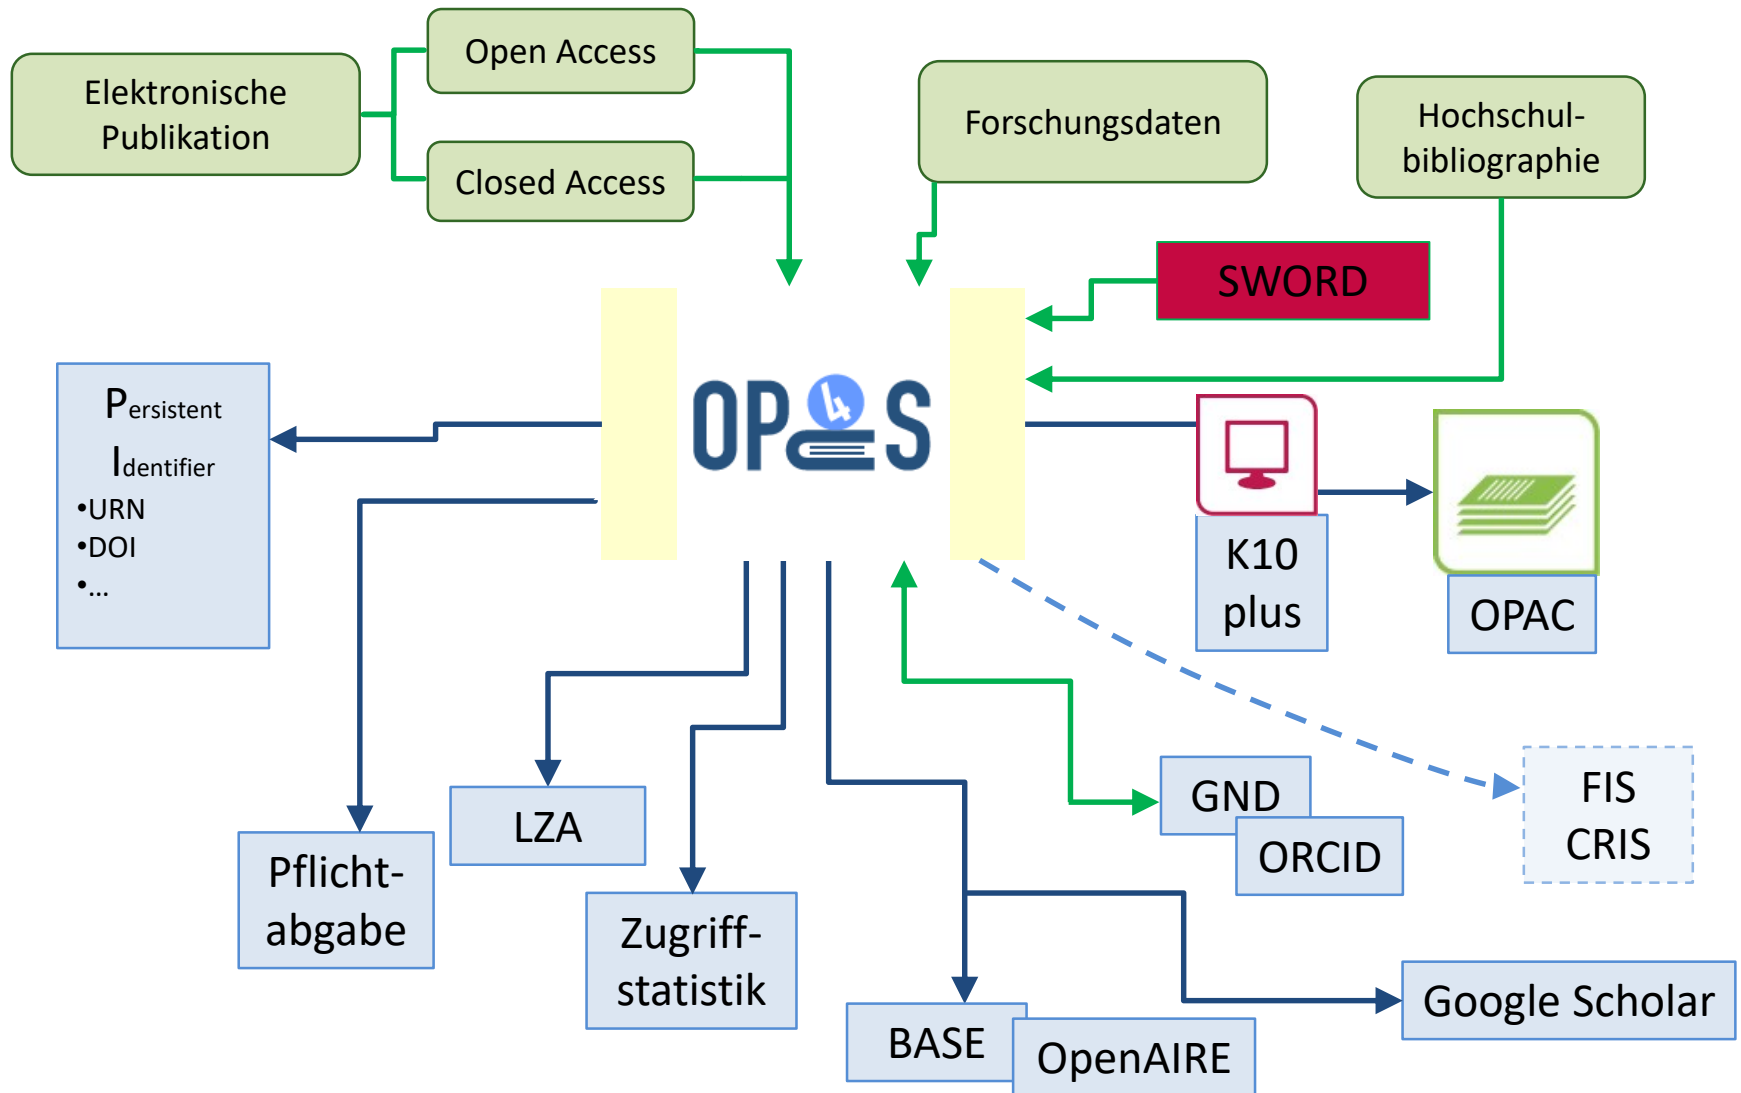 Elektronische
Publikation
Open Access
Closed Access
Forschungsdaten
Hochschul-
bibliographie
SWORD
Persistent
Identifier
•URN
•DOI
•...
OPUS 4
K10
plus
OPAC
LZA
Pflicht-
abgabe
Zugriff-
statistik
GND
ORCID
FIS
CRIS
BASE
OpenAIRE
Google Scholar